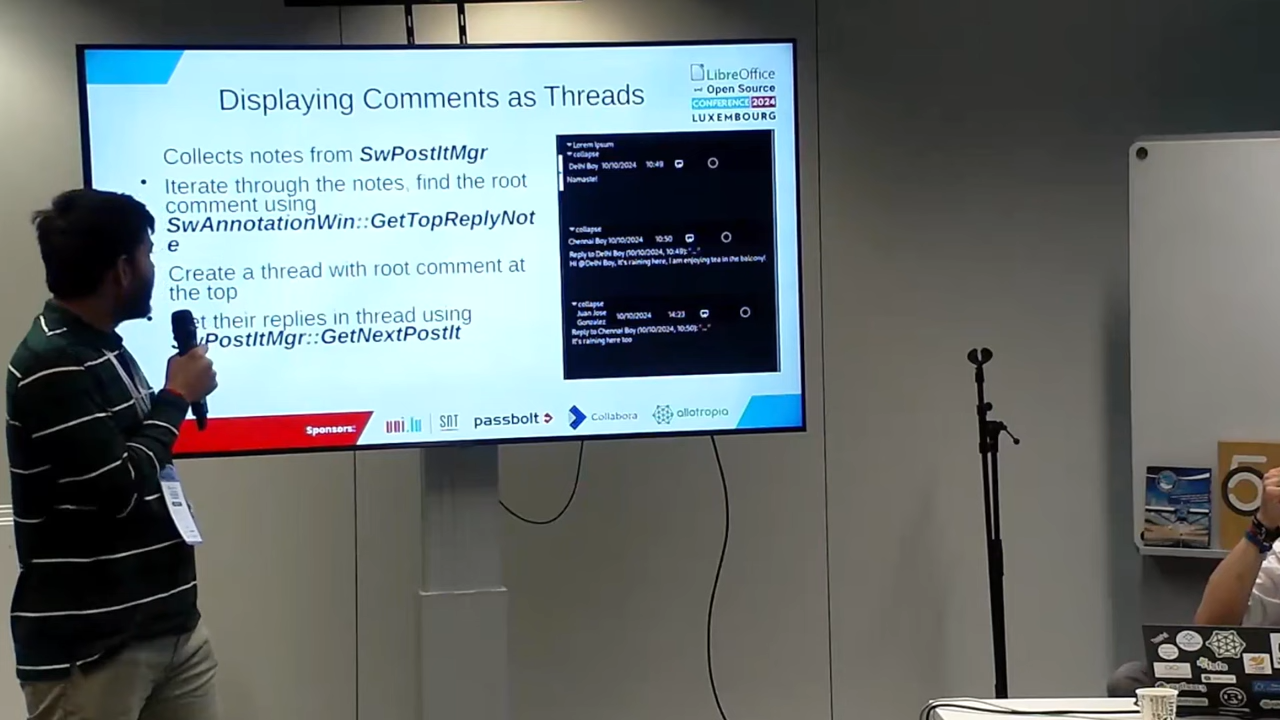 Displaying Comments as Threads
LibreOffice
Open Source
CONFERENCE 2024
LUXEMBOURG
Collects notes from SwPostItMgr
• Iterate through the notes, find the root
comment using
SwAnnotationWin::GetTopReplyNot
e
Create a thread with root comment at
the top
et their replies in thread using
wPostItMgr::GetNextPostIt
Lorem Ipsum
collapse
Delhi Boy 10/10/2024 10:49
Namaste!
collapse
Chennai Boy 10/10/2024 10:50
Reply to Delhi Boy (10/10/2024, 10:49): "..."
Hi @Delhi Boy, it's raining here, I am enjoying tea in the balcony!
collapse
Juan Jose
Gonzalez 10/10/2024 14:23
Reply to Chennai Boy (10/10/2024, 10:50): "..."
It's raining here too
Sponsors:
uni.lu SNT passbolt Collabora allotropia